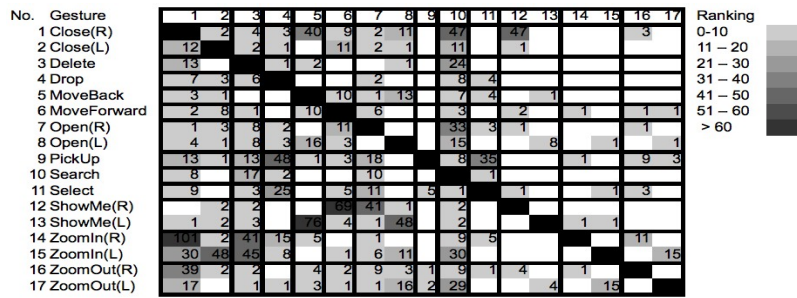 No. Gesture 1 2 3 4 5 6 7 8 9 10 11 12 13 14 15 16 17 Ranking
1 Close(R) 2 4 3 40 9 2 11 47 47 3 0-10
2 Close(L) 12 2 1 11 2 1 11 1 11 – 20
3 Delete 13 1 2 1 24 21 – 30
4 Drop 7 3 6 2 8 4 31 – 40
5 MoveBack 3 1 10 1 13 7 4 1 41 – 50
6 MoveForward 2 8 1 10 6 3 2 1 1 1 51 – 60
7 Open(R) 1 3 8 2 11 33 3 1 1 > 60
8 Open(L) 4 1 8 3 16 3 15 8 1 1
9 PickUp 13 1 13 48 1 3 18 8 35 1 9 3
10 Search 8 17 2 10 1
11 Select 9 3 25 5 11 5 1 1 1 3
12 ShowMe(R) 2 2 69 41 1 2
13 ShowMe(L) 1 2 3 76 4 1 48 2 1 1
14 ZoomIn(R) 101 2 41 15 5 1 9 5 11
15 ZoomIn(L) 30 48 45 8 1 6 11 30 15
16 ZoomOut(R) 39 2 2 4 2 9 3 1 9 1 4 1
17 ZoomOut(L) 17 1 1 3 1 1 16 2 29 4 15